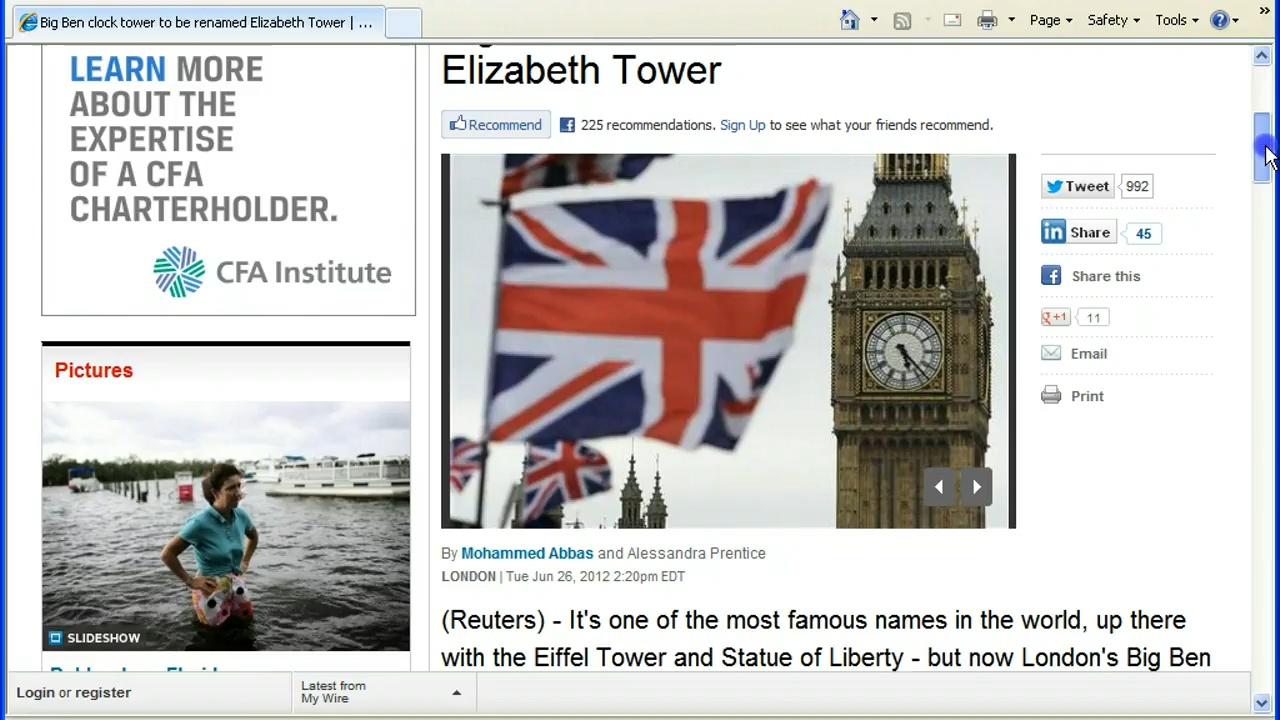 Big Ben clock tower to be renamed Elizabeth Tower | ...
Page
Safety
Tools
LEARN MORE
ABOUT THE
EXPERTISE
OF A CFA
CHARTERHOLDER.
CFA Institute
Pictures
SLIDESHOW
Elizabeth Tower
Recommend
225 recommendations. Sign Up to see what your friends recommend.
Tweet 992
Share 45
Share this
+1 11
Email
Print
By Mohammed Abbas and Alessandra Prentice
LONDON | Tue Jun 26, 2012 2:20pm EDT
(Reuters) - It's one of the most famous names in the world, up there
with the Eiffel Tower and Statue of Liberty - but now London's Big Ben
Login or register
Latest from
My Wire